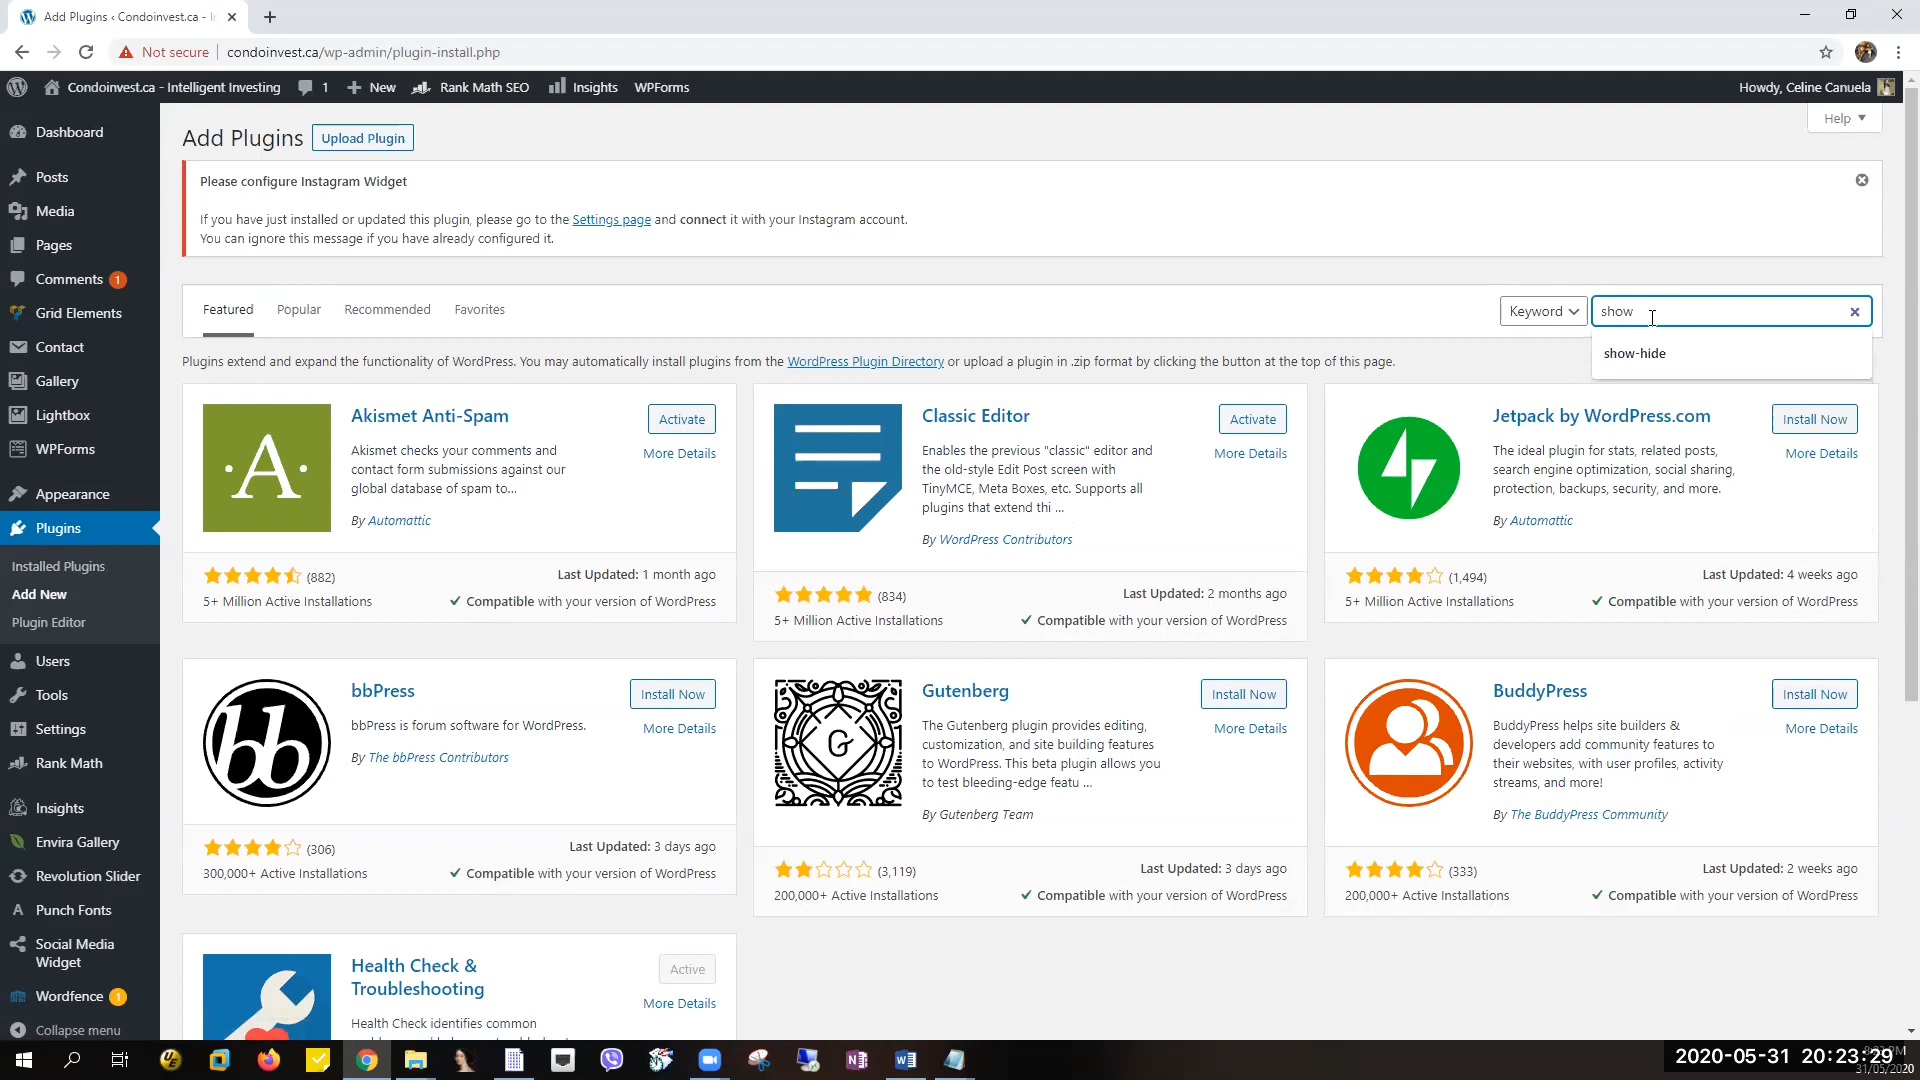 Add Plugins ‹ Condoinvest.ca - I
Not secure
condoinvest.ca/wp-admin/plugin-install.php
Condoinvest.ca - Intelligent Investing
1
New
Rank Math SEO
Insights
WPForms
Howdy, Celine Canuela
Dashboard
Posts
Media
Pages
Comments 1
Grid Elements
Contact
Gallery
Lightbox
WPForms
Appearance
Plugins
Installed Plugins
Add New
Plugin Editor
Users
Tools
Settings
Rank Math
Insights
Envira Gallery
Revolution Slider
Punch Fonts
Social Media
Widget
Wordfence 1
Collapse menu
Help
Add Plugins
Upload Plugin
Please configure Instagram Widget
If you have just installed or updated this plugin, please go to the Settings page and connect it with your Instagram account.
You can ignore this message if you have already configured it.
Featured
Popular
Recommended
Favorites
Keyword
show
show-hide
Plugins extend and expand the functionality of WordPress. You may automatically install plugins from the WordPress Plugin Directory or upload a plugin in .zip format by clicking the button at the top of this page.
A
Akismet Anti-Spam
Activate
More Details
Akismet checks your comments and
contact form submissions against our
global database of spam to...
By Automattic
(882)
5+ Million Active Installations
Last Updated: 1 month ago
Compatible with your version of WordPress
Classic Editor
Activate
More Details
Enables the previous "classic" editor and
the old-style Edit Post screen with
TinyMCE, Meta Boxes, etc. Supports all
plugins that extend thi ...
By WordPress Contributors
(834)
5+ Million Active Installations
Last Updated: 2 months ago
Compatible with your version of WordPress
Jetpack by WordPress.com
Install Now
More Details
The ideal plugin for stats, related posts,
search engine optimization, social sharing,
protection, backups, security, and more.
By Automattic
(1,494)
5+ Million Active Installations
Last Updated: 4 weeks ago
Compatible with your version of WordPress
bb
bbPress
Install Now
More Details
bbPress is forum software for WordPress.
By The bbPress Contributors
(306)
300,000+ Active Installations
Last Updated: 3 days ago
Compatible with your version of WordPress
G
Gutenberg
Install Now
More Details
The Gutenberg plugin provides editing,
customization, and site building features
to WordPress. This beta plugin allows you
to test bleeding-edge featu ...
By Gutenberg Team
(3,119)
200,000+ Active Installations
Last Updated: 3 days ago
Compatible with your version of WordPress
BuddyPress
Install Now
More Details
BuddyPress helps site builders &
developers add community features to
their websites, with user profiles, activity
streams, and more!
By The BuddyPress Community
(333)
200,000+ Active Installations
Last Updated: 2 weeks ago
Compatible with your version of WordPress
Health Check &
Troubleshooting
Active
More Details
Health Check identifies common
2020-05-31 20:23:29
31/05/2020